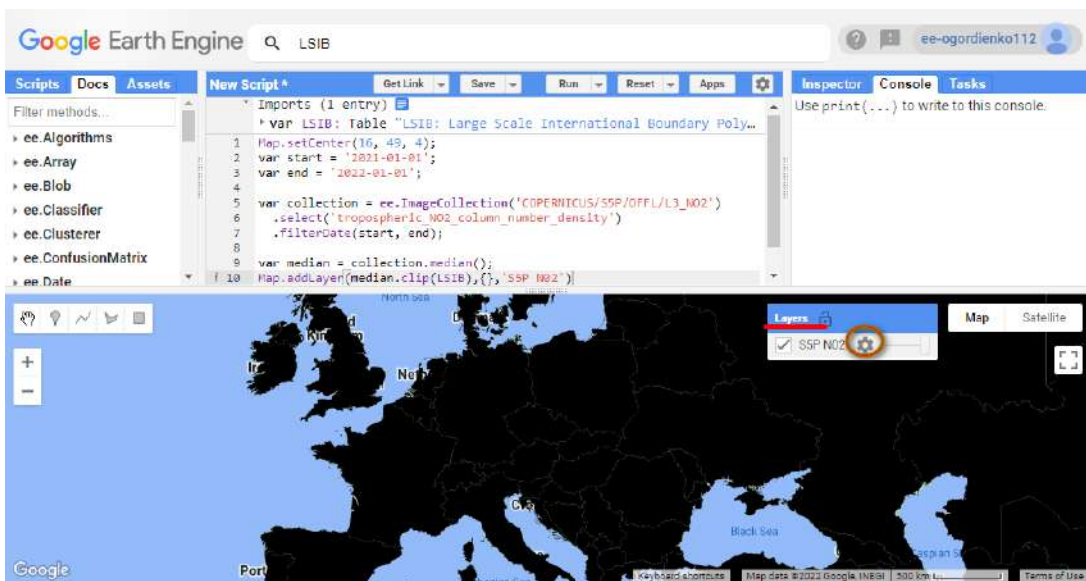 Google Earth Engine
LSIB
ee-ogordienko112
Scripts Docs Assets
Filter methods...
ee.Algorithms
ee.Array
ee.Blob
ee.Classifier
ee.Clusterer
ee.ConfusionMatrix
ee.Date
New Script *
Get Link
Save
Run
Reset
Apps
Imports (1 entry)
var LSIB: Table "LSIB: Large Scale International Boundary Poly…
1 Map.setCenter(16, 49, 4);
2 var start = '2021-01-01';
3 var end = '2022-01-01';
4
5 var collection = ee.ImageCollection('COPERNICUS/S5P/OFFL/L3_NO2')
6 .select('tropospheric_NO2_column_number_density')
7 .filterDate(start, end);
8
9 var median = collection.median();
i 10 Map.addLayer(median.clip(LSIB),{},'S5P N02')
Inspector Console Tasks
Use print(...) to write to this console.
North Sea
Layers
S5P N02
Map Satellite
Black Sea
Caspian S
Port
Google
Keyboard shortcuts
Map data ©2022 Google, INEGI
500 km
Terms of Use